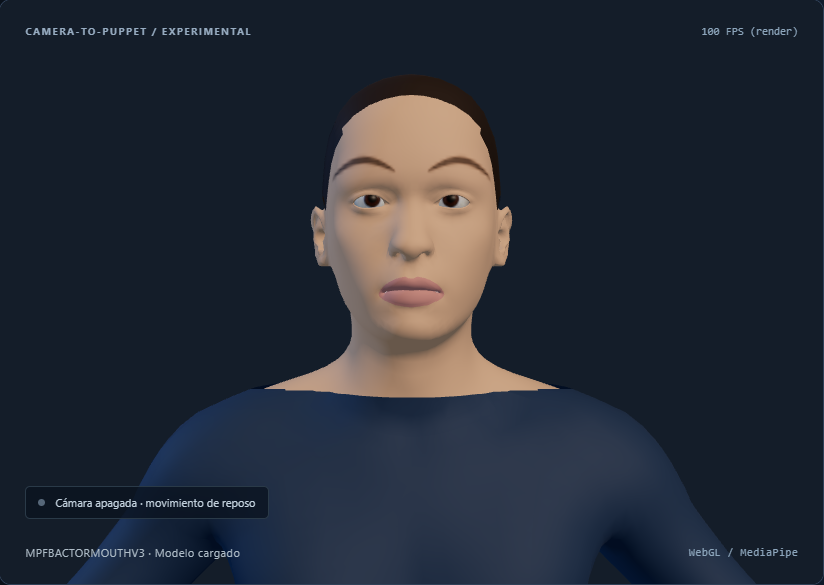 CAMERA-TO-PUPPET / EXPERIMENTAL
100 FPS (render)
Cámara apagada · movimiento de reposo
MPFBACTORMOUTHV3 · Modelo cargado
WebGL / MediaPipe